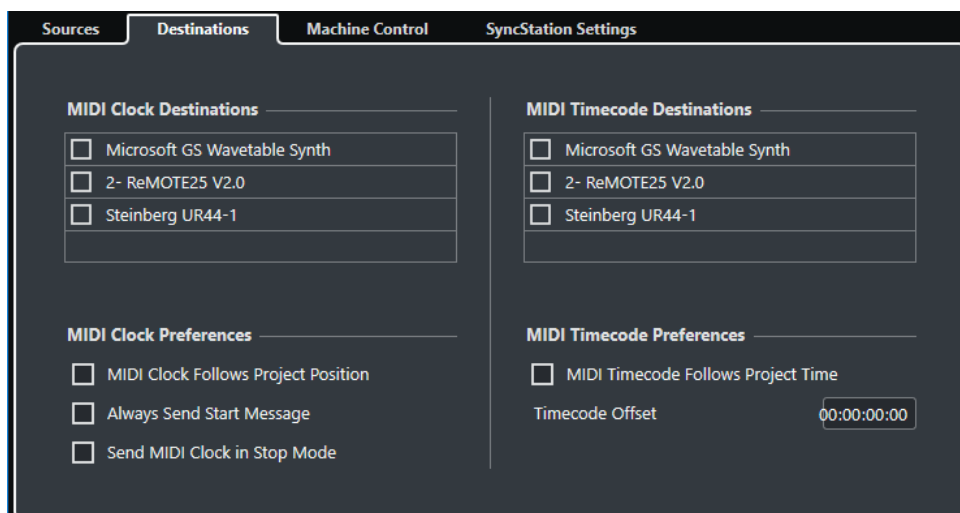 Sources Destinations Machine Control SyncStation Settings
MIDI Clock Destinations
Microsoft GS Wavetable Synth
2- ReMOTE25 V2.0
Steinberg UR44-1
MIDI Clock Preferences
MIDI Clock Follows Project Position
Always Send Start Message
Send MIDI Clock in Stop Mode
MIDI Timecode Destinations
Microsoft GS Wavetable Synth
2- ReMOTE25 V2.0
Steinberg UR44-1
MIDI Timecode Preferences
MIDI Timecode Follows Project Time
Timecode Offset 00:00:00:00